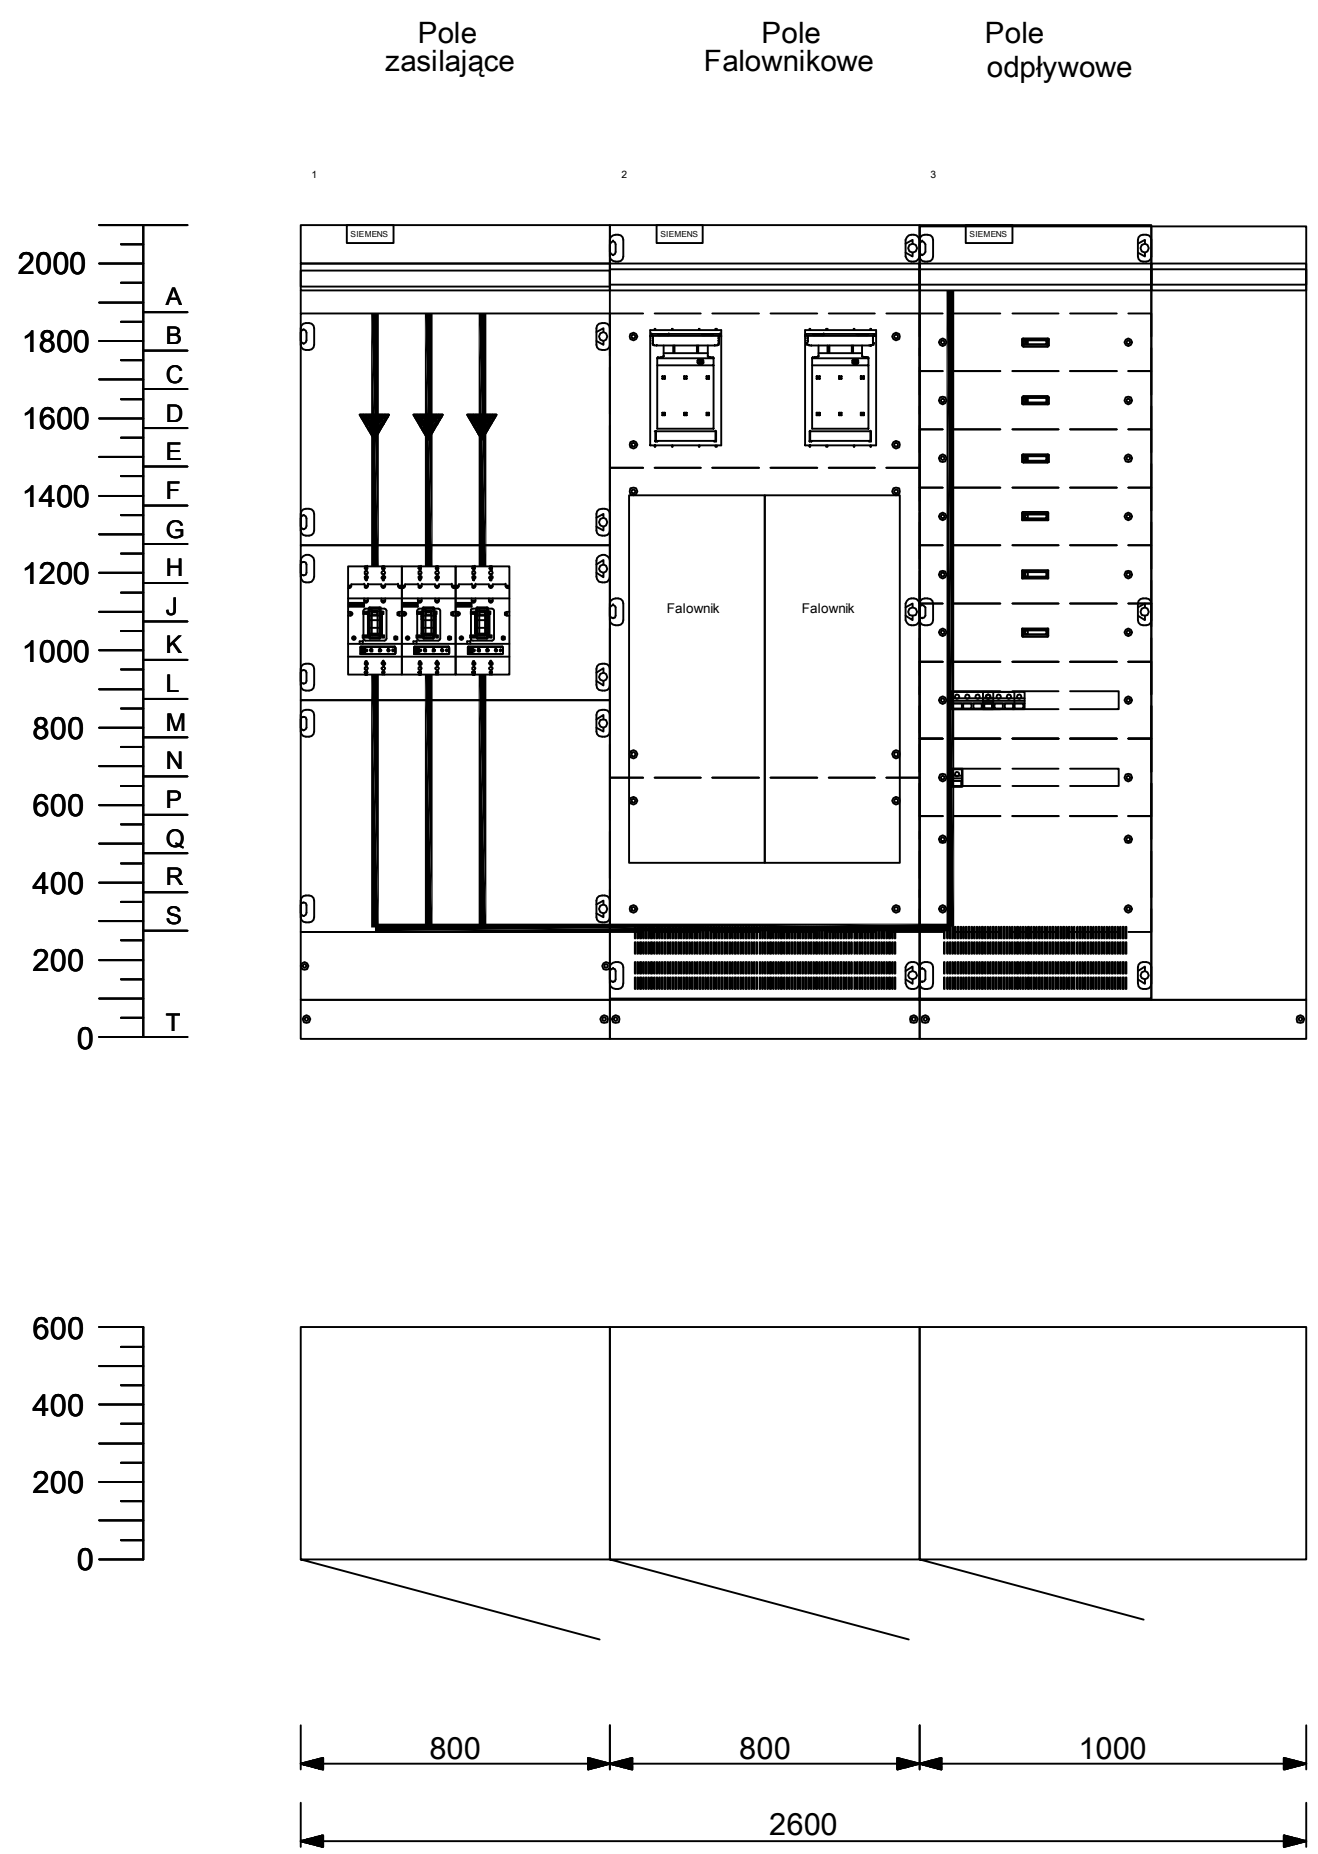 Pole
zasilające
Pole
Falownikowe
Pole
odpływowe
1
2
3
SIEMENS
SIEMENS
SIEMENS
2000
A
1800
B
C
1600
D
E
1400
F
G
1200
H
J
1000
K
L
800
M
N
600
P
Q
400
R
S
200
0
T
Falownik
Falownik
600
400
200
0
800
800
1000
2600